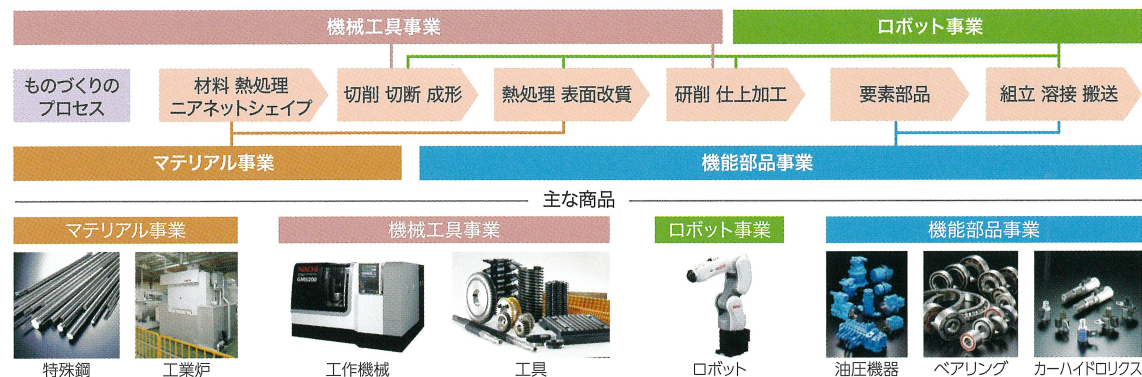 機械工具事業
ロボット事業
ものづくりの
プロセス
材料 熱処理
ニアネットシェイプ
切削 切断 成形
熱処理 表面改質
研削 仕上加工
要素部品
組立 溶接 搬送
マテリアル事業
機能部品事業
主な商品
マテリアル事業
機械工具事業
ロボット事業
機能部品事業
NACHI
特殊鋼
工業炉
工作機械
工具
ロボット
油圧機器
ベアリング
カーハイドロリクス